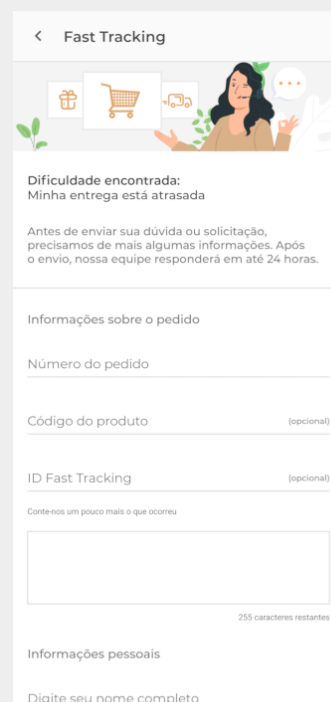 Fast Tracking
Dificuldade encontrada:
Minha entrega está atrasada
Antes de enviar sua dúvida ou solicitação,
precisamos de mais algumas informações. Após
o envio, nossa equipe responderá em até 24 horas.
Informações sobre o pedido
Número do pedido
Código do produto (opcional)
ID Fast Tracking (opcional)
Conte-nos um pouco mais o que ocorreu
255 caracteres restantes
Informações pessoais
Digite seu nome completo